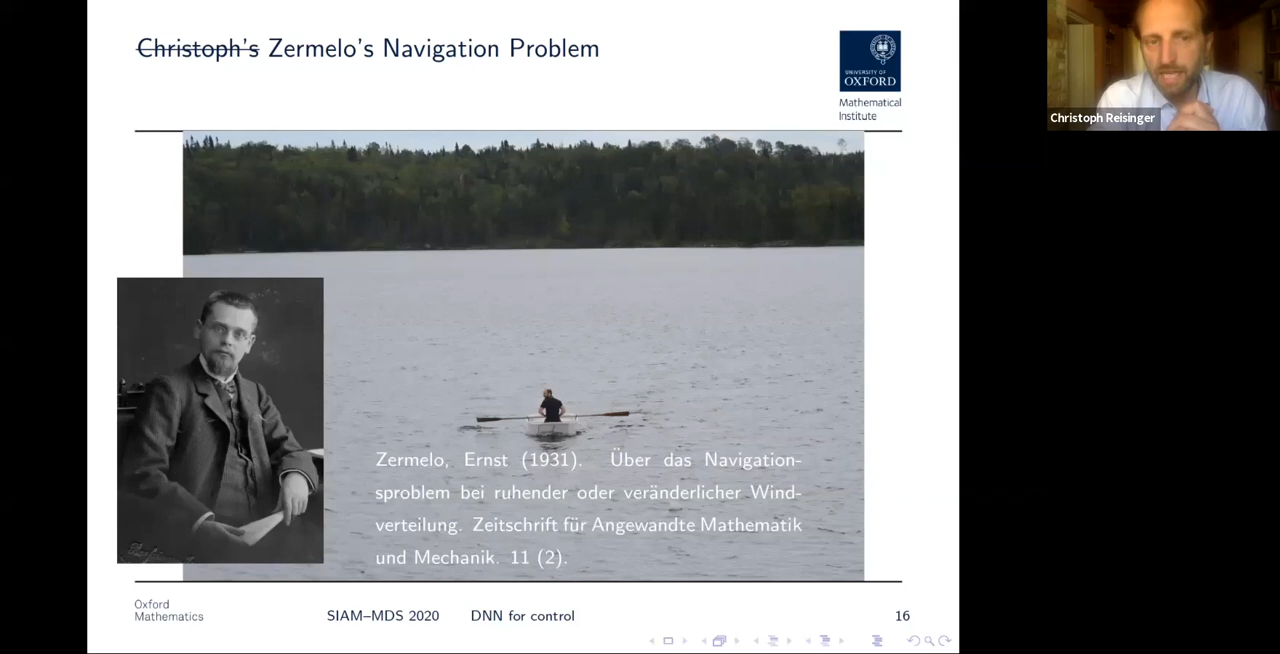 Christoph's Zermelo's Navigation Problem
UNIVERSITY OF
OXFORD
Mathematical
Institute
Christoph Reisinger
Zermelo, Ernst (1931). Über das Navigation-
sproblem bei ruhender oder veränderlicher Wind-
verteilung. Zeitschrift für Angewandte Mathematik
und Mechanik. 11 (2).
Oxford
Mathematics
SIAM–MDS 2020 DNN for control 16